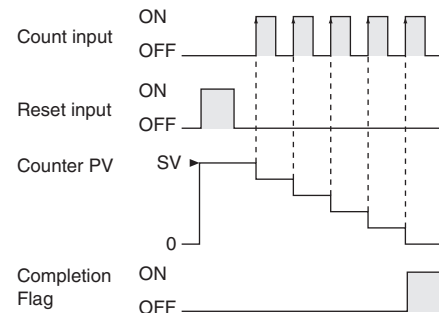 Count input
ON
OFF
Reset input
ON
OFF
Counter PV
SV
0
Completion
Flag
ON
OFF